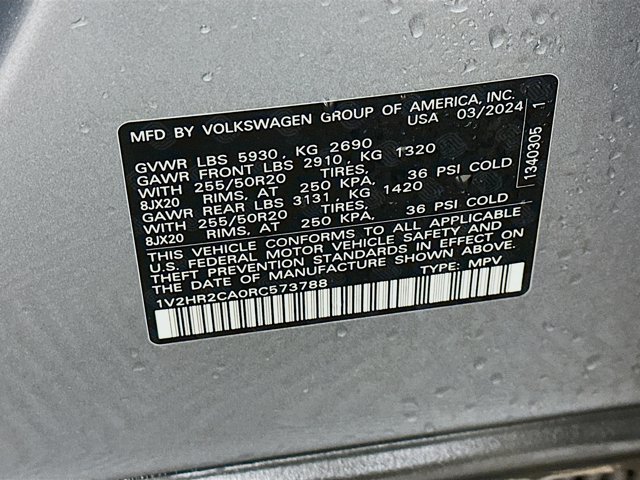 MFD BY VOLKSWAGEN GROUP OF AMERICA, INC.
USA 03/2024
GVWR LBS 5930, KG 2690
GAWR FRONT LBS 2910, KG 1320
WITH 255/50R20 TIRES, 36 PSI COLD
8JX20 RIMS, AT 250 KPA,
GAWR REAR LBS 3131, KG 1420
WITH 255/50R20 TIRES, 36 PSI COLD
8JX20 RIMS, AT 250 KPA,
THIS VEHICLE CONFORMS TO ALL APPLICABLE
U.S. FEDERAL MOTOR VEHICLE SAFETY AND
THEFT PREVENTION STANDARDS IN EFFECT ON
THE DATE OF MANUFACTURE SHOWN ABOVE.
1V2HR2CA0RC573788 TYPE: MPV
1340305 1